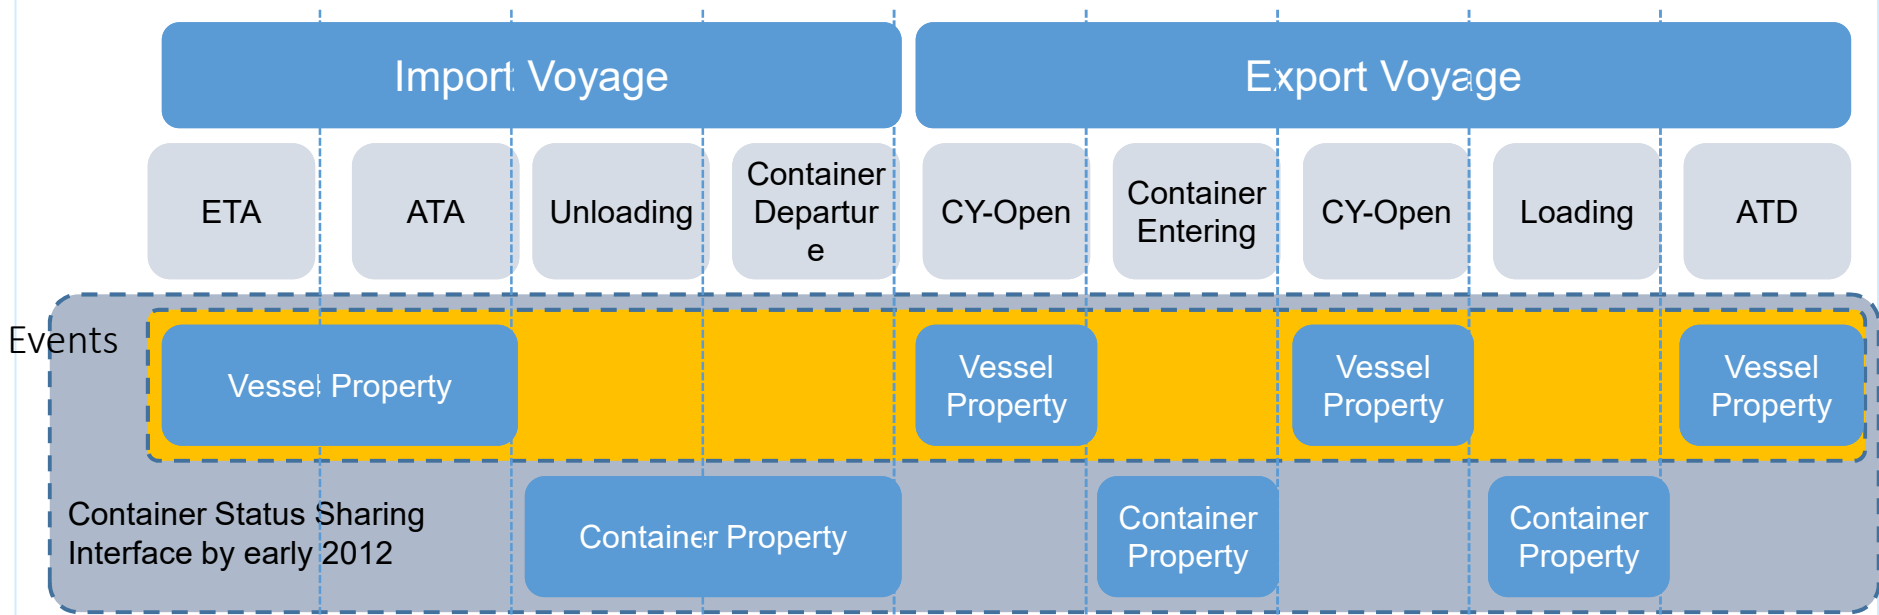 Import Voyage
Export Voyage
ETA
ATA
Unloading
Container
Departur
e
CY-Open
Container
Entering
CY-Open
Loading
ATD
Events
Vessel Property
Vessel
Property
Vessel
Property
Vessel
Property
Container Status Sharing
Interface by early 2012
Container Property
Container
Property
Container
Property